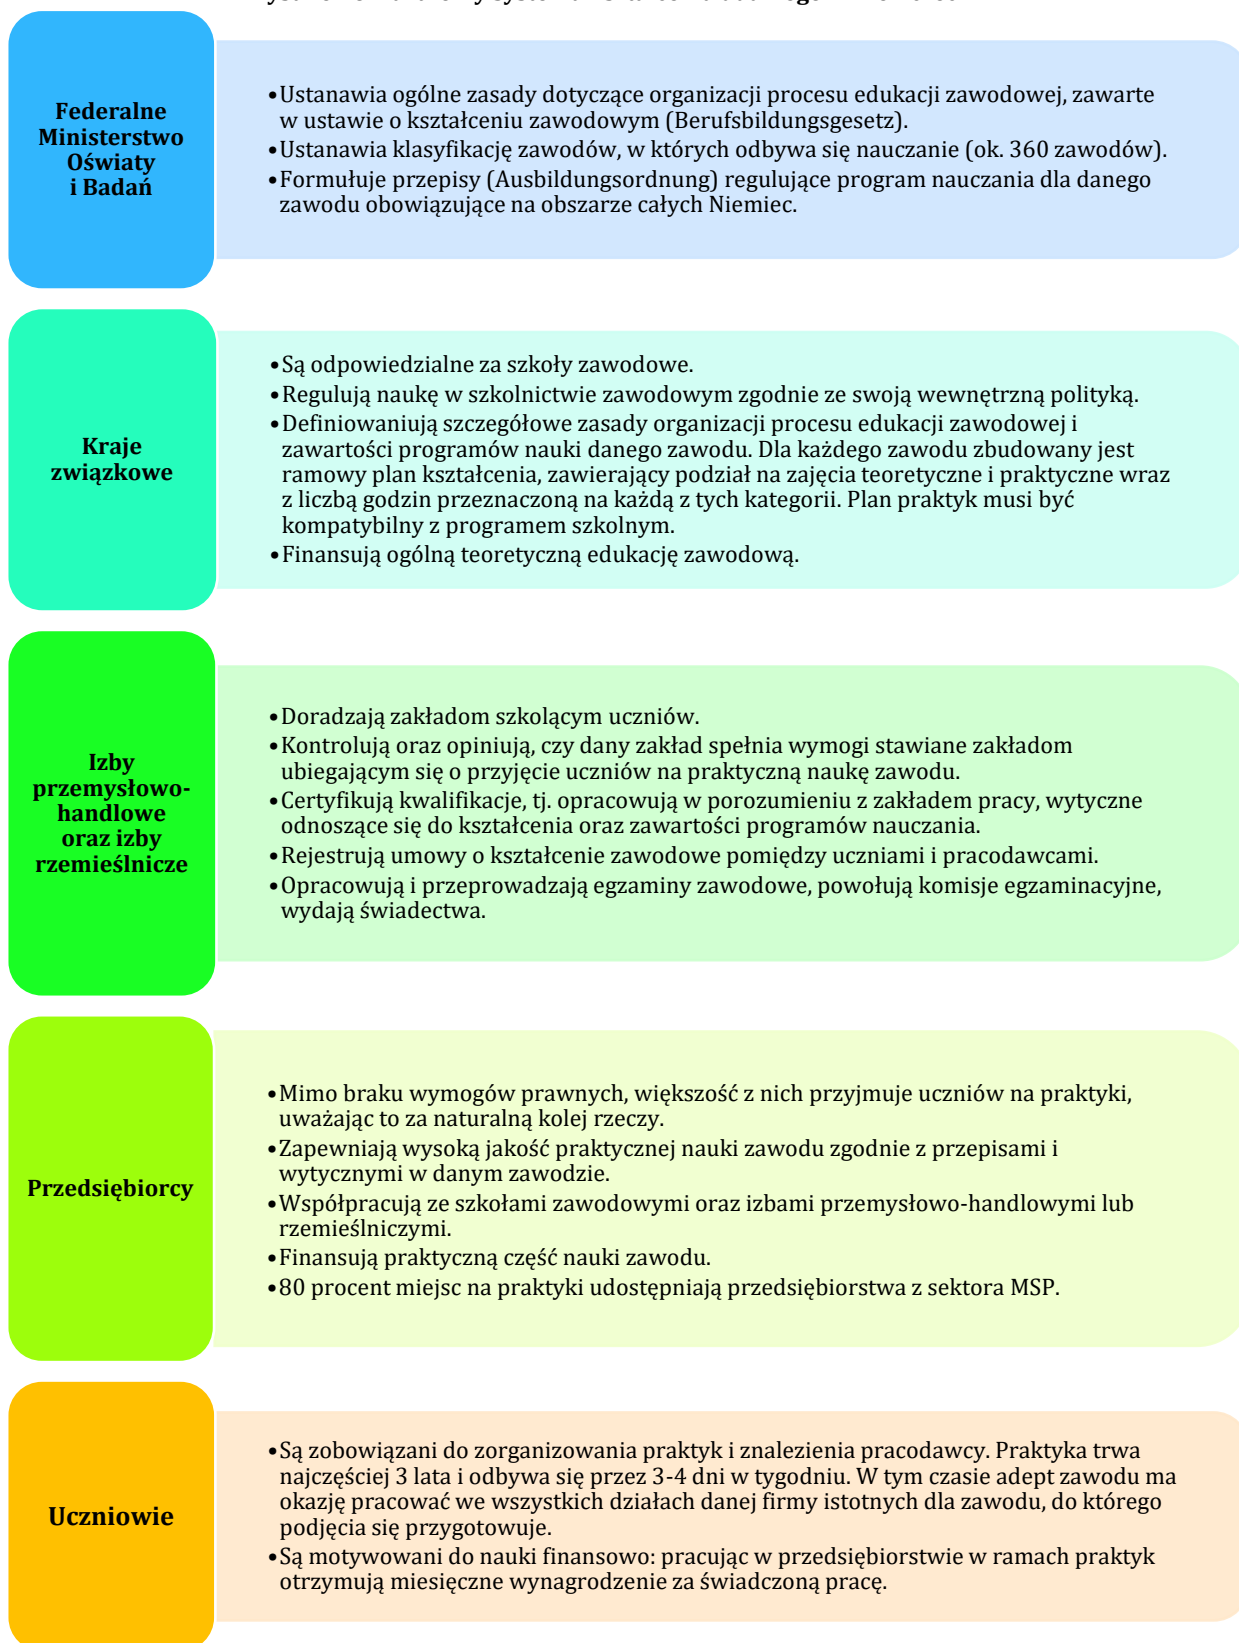 Federalne
Ministerstwo
Oświaty
i Badań
•Ustanawia ogólne zasady dotyczące organizacji procesu edukacji zawodowej, zawarte
w ustawie o kształceniu zawodowym (Berufsbildungsgesetz).
•Ustanawia klasyfikację zawodów, w których odbywa się nauczanie (ok. 360 zawodów).
•Formułuje przepisy (Ausbildungsordnung) regulujące program nauczania dla danego
zawodu obowiązujące na obszarze całych Niemiec.
Kraje
związkowe
•Są odpowiedzialne za szkoły zawodowe.
•Regulują naukę w szkolnictwie zawodowym zgodnie ze swoją wewnętrzną polityką.
•Definiowaniują szczegółowe zasady organizacji procesu edukacji zawodowej i
zawartości programów nauki danego zawodu. Dla każdego zawodu zbudowany jest
ramowy plan kształcenia, zawierający podział na zajęcia teoretyczne i praktyczne wraz
z liczbą godzin przeznaczoną na każdą z tych kategorii. Plan praktyk musi być
kompatybilny z programem szkolnym.
•Finansują ogólną teoretyczną edukację zawodową.
Izby
przemysłowo-
handlowe
oraz izby
rzemieślnicze
•Doradzają zakładom szkolącym uczniów.
•Kontrolują oraz opiniują, czy dany zakład spełnia wymogi stawiane zakładom
ubiegającym się o przyjęcie uczniów na praktyczną naukę zawodu.
•Certyfikują kwalifikacje, tj. opracowują w porozumieniu z zakładem pracy, wytyczne
odnoszące się do kształcenia oraz zawartości programów nauczania.
•Rejestrują umowy o kształcenie zawodowe pomiędzy uczniami i pracodawcami.
•Opracowują i przeprowadzają egzaminy zawodowe, powołują komisje egzaminacyjne,
wydają świadectwa.
Przedsiębiorcy
•Mimo braku wymogów prawnych, większość z nich przyjmuje uczniów na praktyki,
uważając to za naturalną kolej rzeczy.
•Zapewniają wysoką jakość praktycznej nauki zawodu zgodnie z przepisami i
wytycznymi w danym zawodzie.
•Współpracują ze szkołami zawodowymi oraz izbami przemysłowo-handlowymi lub
rzemieślniczymi.
•Finansują praktyczną część nauki zawodu.
•80 procent miejsc na praktyki udostępniają przedsiębiorstwa z sektora MSP.
Uczniowie
•Są zobowiązani do zorganizowania praktyk i znalezienia pracodawcy. Praktyka trwa
najczęściej 3 lata i odbywa się przez 3-4 dni w tygodniu. W tym czasie adept zawodu ma
okazję pracować we wszystkich działach danej firmy istotnych dla zawodu, do którego
podjęcia się przygotowuje.
•Są motywowani do nauki finansowo: pracując w przedsiębiorstwie w ramach praktyk
otrzymują miesięczne wynagrodzenie za świadczoną pracę.